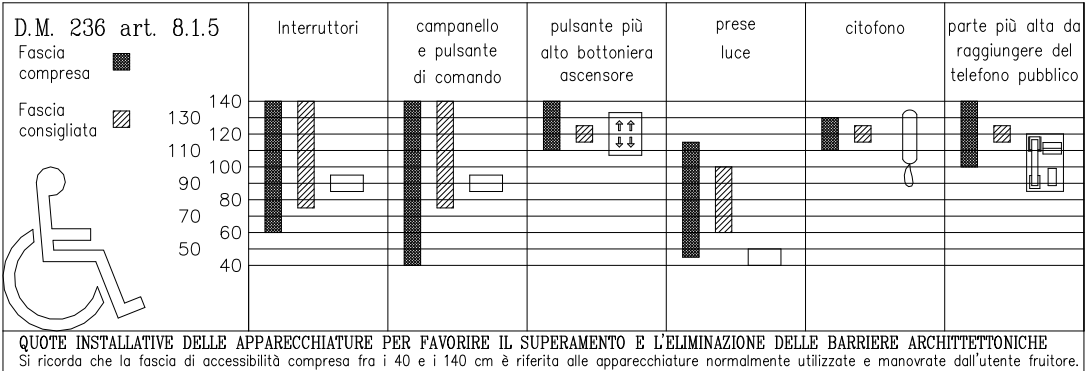 D.M. 236 art. 8.1.5
Fascia
compresa
Fascia
consigliata
Interruttori
campanello
e pulsante
di comando
pulsante più
alto bottoniera
ascensore
prese
luce
citofono
parte più alta da
raggiungere del
telefono pubblico
140
130
120
110
100
90
80
70
60
50
40
QUOTE INSTALLATIVE DELLE APPARECCHIATURE PER FAVORIRE IL SUPERAMENTO E L'ELIMINAZIONE DELLE BARRIERE ARCHITTETTONICHE
Si ricorda che la fascia di accessibilità compresa fra i 40 e i 140 cm è riferita alle apparecchiature normalmente utilizzate e manovrate dall'utente fruitore.